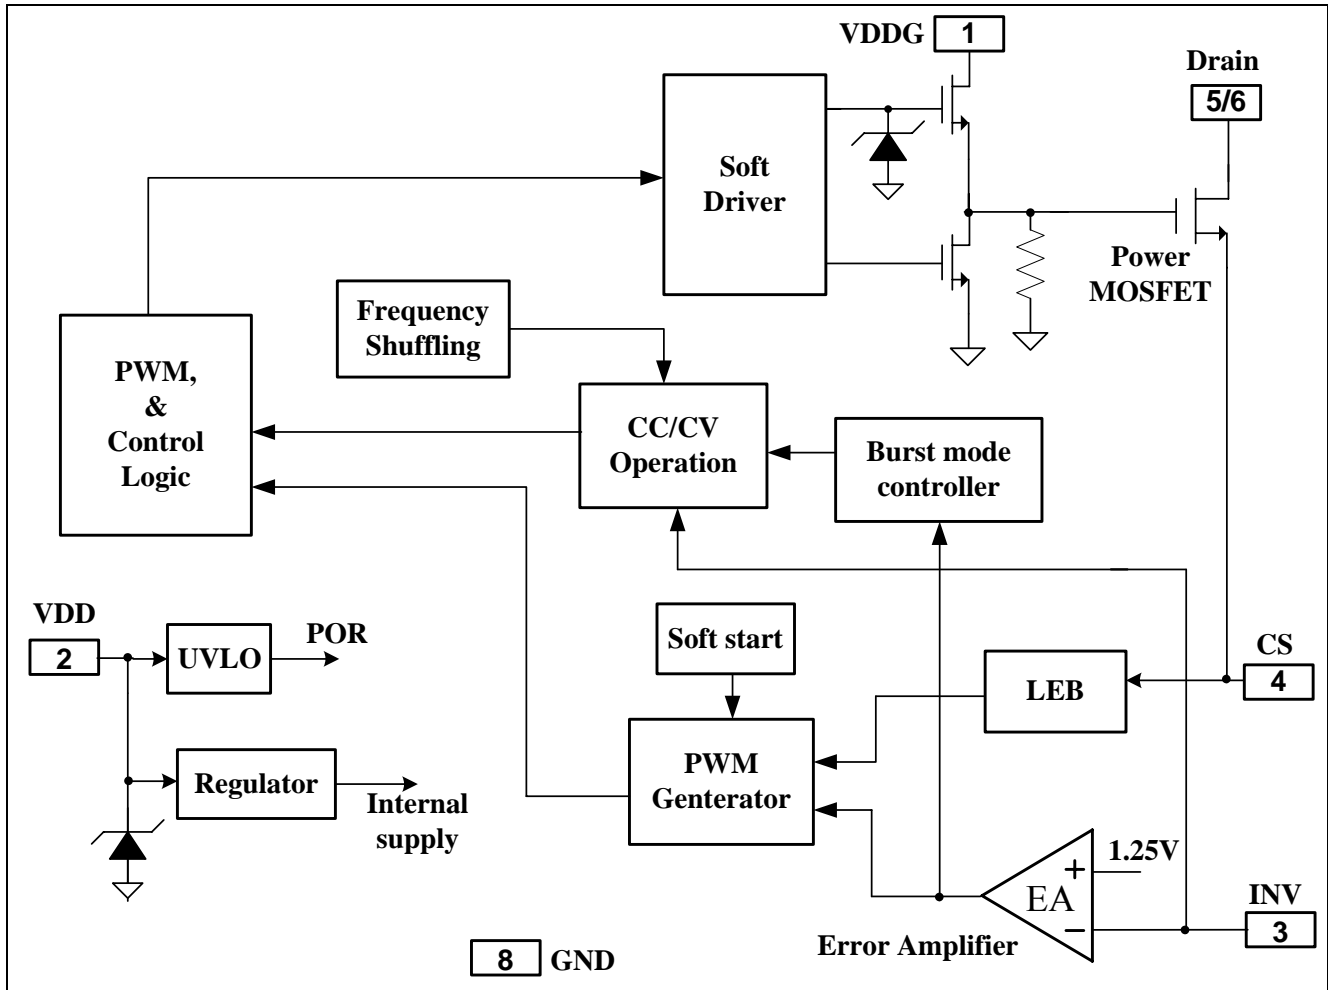 VDDG 1
Drain
5/6
Soft
Driver
Power
MOSFET
Frequency
Shuffling
PWM,
&
Control
Logic
CC/CV
Operation
Burst mode
controller
VDD
2
UVLO
POR
Soft start
CS
4
LEB
Regulator
Internal
supply
PWM
Genterator
1.25V
+
EA
−
INV
3
Error Amplifier
8 GND